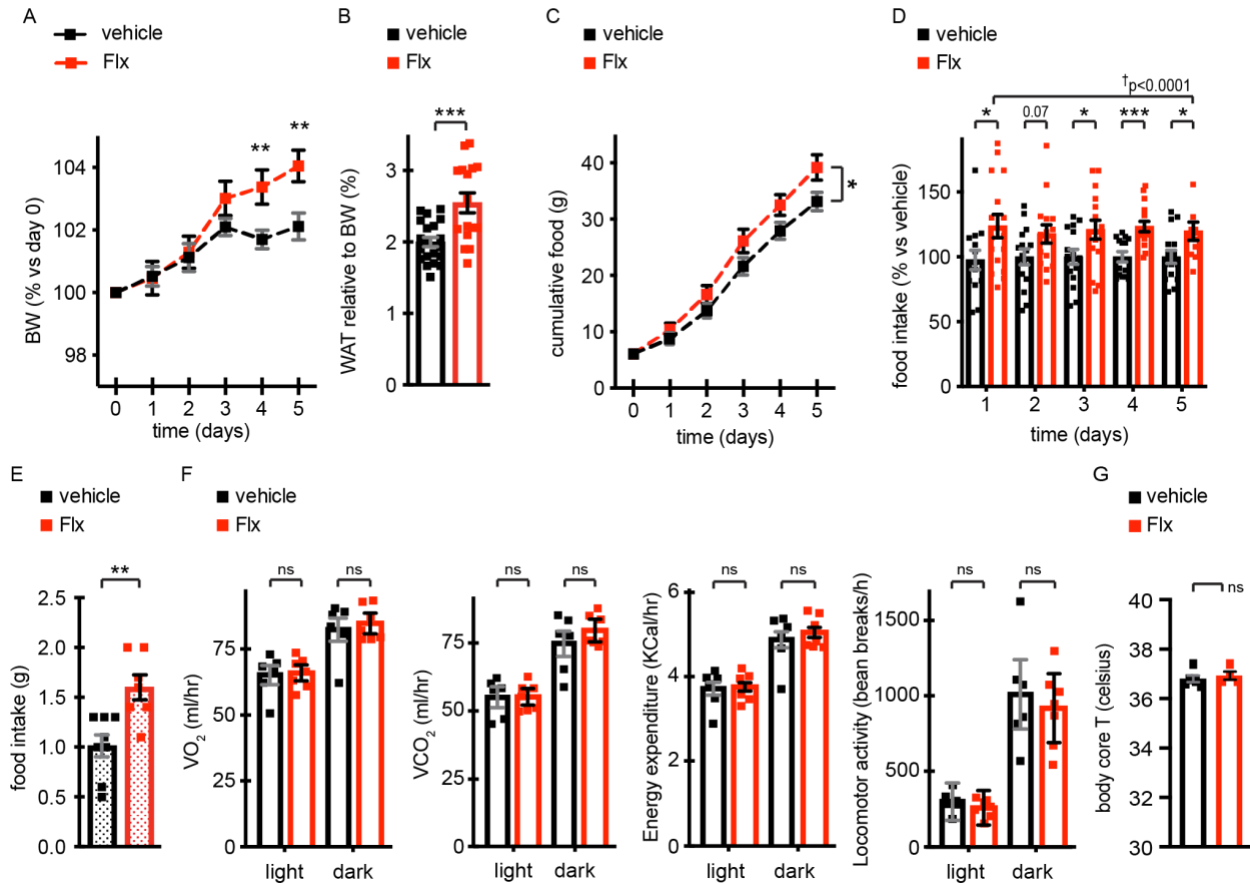 A
vehicle
Flx
BW (% vs day 0)
104
102
100
98
**
**
0 1 2 3 4 5
time (days)
B
vehicle
Flx
***
WAT relative to BW (%)
3
2
1
0
C
vehicle
Flx
cumulative food (g)
40
30
20
10
0
*
0 1 2 3 4 5
time (days)
D
vehicle
Flx
†p<0.0001
* 0.07 * *** *
food intake (% vs vehicle)
150
100
50
0
1 2 3 4 5
time (days)
E
vehicle
Flx
**
food intake (g)
2.5
2.0
1.5
1.0
0.5
0.0
F
vehicle
Flx
ns ns
VO2 (ml/hr)
75
50
25
0
light dark
ns ns
VCO2 (ml/hr)
75
50
25
0
light dark
ns ns
Energy expenditure (KCal/hr)
6
4
2
0
light dark
ns ns
Locomotor activity (bean breaks/h)
1500
1000
500
0
light dark
G
vehicle
Flx
ns
body core T (celsius)
40
38
36
34
32
30